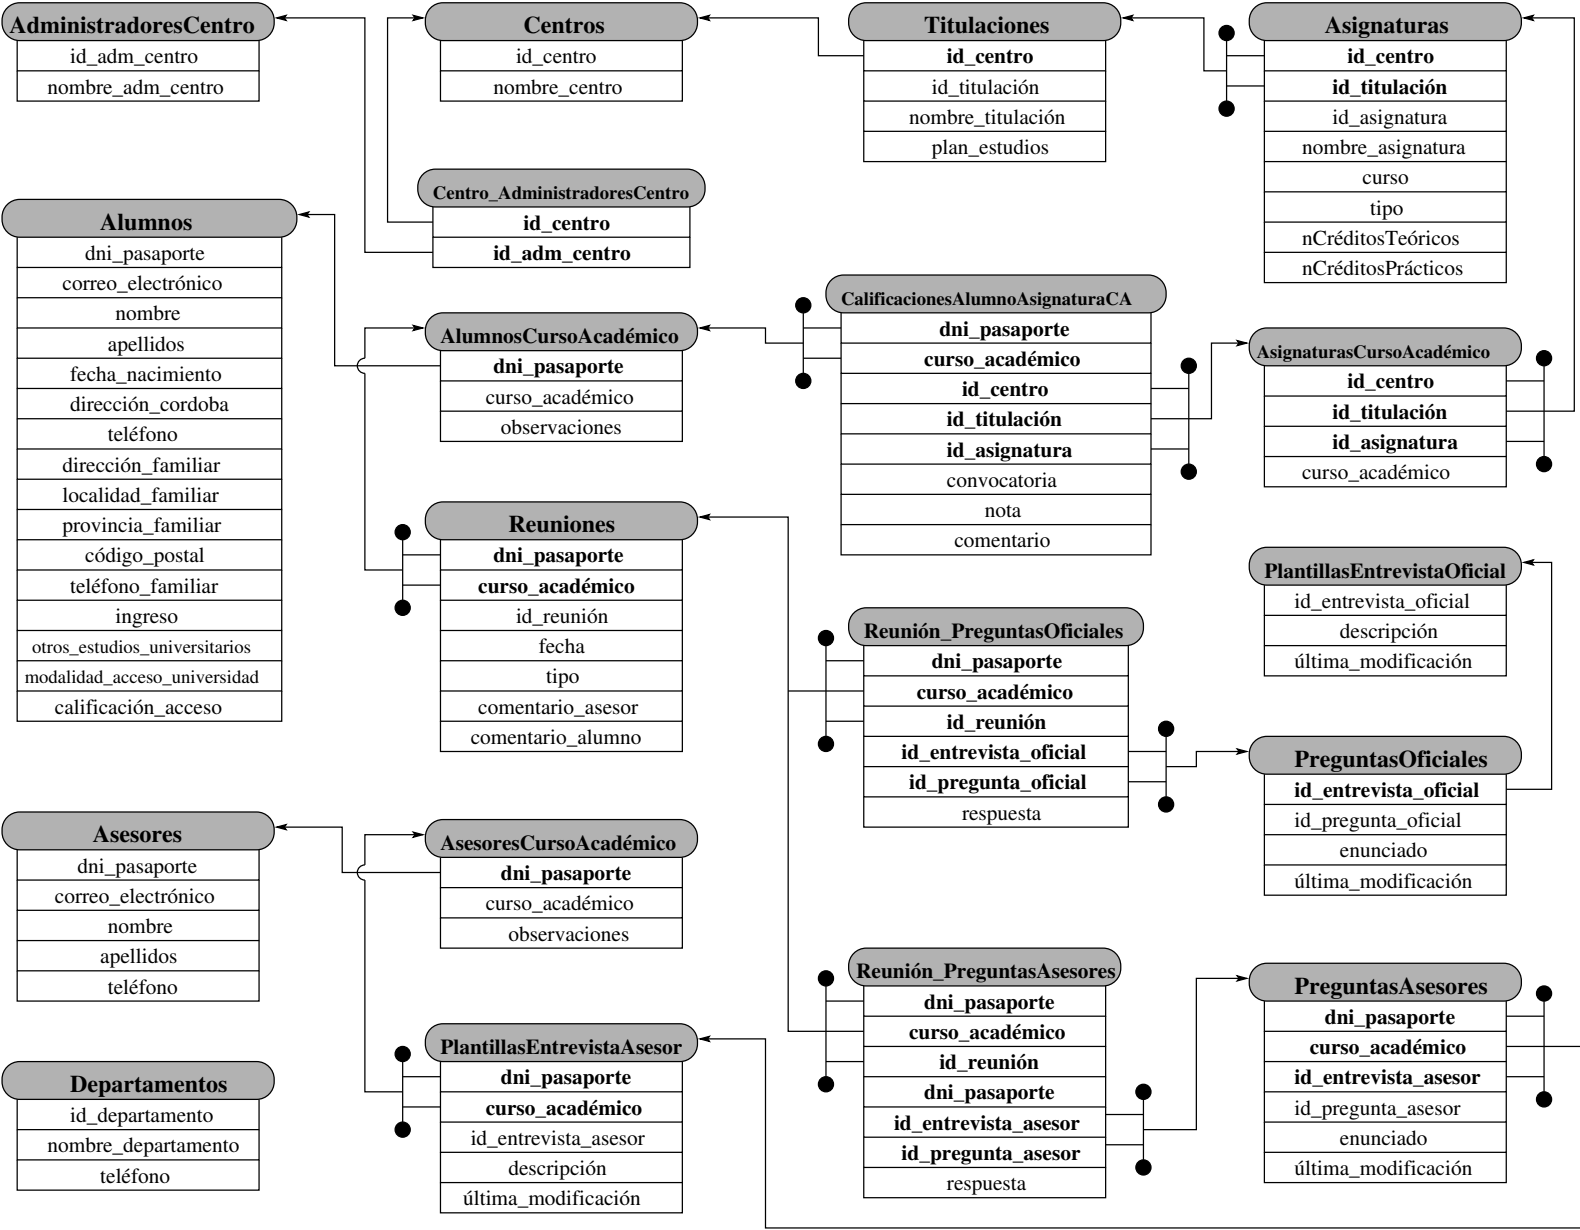 AdministradoresCentro
id_adm_centro
nombre_adm_centro
Centros
id_centro
nombre_centro
Titulaciones
id_centro
id_titulación
nombre_titulación
plan_estudios
Asignaturas
id_centro
id_titulación
id_asignatura
nombre_asignatura
curso
tipo
nCréditosTeóricos
nCréditosPrácticos
Centro_AdministradoresCentro
id_centro
id_adm_centro
Alumnos
dni_pasaporte
correo_electrónico
nombre
apellidos
fecha_nacimiento
dirección_cordoba
teléfono
dirección_familiar
localidad_familiar
provincia_familiar
código_postal
teléfono_familiar
ingreso
otros_estudios_universitarios
modalidad_acceso_universidad
calificación_acceso
AlumnosCursoAcadémico
dni_pasaporte
curso_académico
observaciones
CalificacionesAlumnoAsignaturaCA
dni_pasaporte
curso_académico
id_centro
id_titulación
id_asignatura
convocatoria
nota
comentario
AsignaturasCursoAcadémico
id_centro
id_titulación
id_asignatura
curso_académico
Reuniones
dni_pasaporte
curso_académico
id_reunión
fecha
tipo
comentario_asesor
comentario_alumno
Reunión_PreguntasOficiales
dni_pasaporte
curso_académico
id_reunión
id_entrevista_oficial
id_pregunta_oficial
respuesta
PlantillasEntrevistaOficial
id_entrevista_oficial
descripción
última_modificación
PreguntasOficiales
id_entrevista_oficial
id_pregunta_oficial
enunciado
última_modificación
Asesores
dni_pasaporte
correo_electrónico
nombre
apellidos
teléfono
AsesoresCursoAcadémico
dni_pasaporte
curso_académico
observaciones
Reunión_PreguntasAsesores
dni_pasaporte
curso_académico
id_reunión
dni_pasaporte
id_entrevista_asesor
id_pregunta_asesor
respuesta
PreguntasAsesores
dni_pasaporte
curso_académico
id_entrevista_asesor
id_pregunta_asesor
enunciado
última_modificación
Departamentos
id_departamento
nombre_departamento
teléfono
PlantillasEntrevistaAsesor
dni_pasaporte
curso_académico
id_entrevista_asesor
descripción
última_modificación